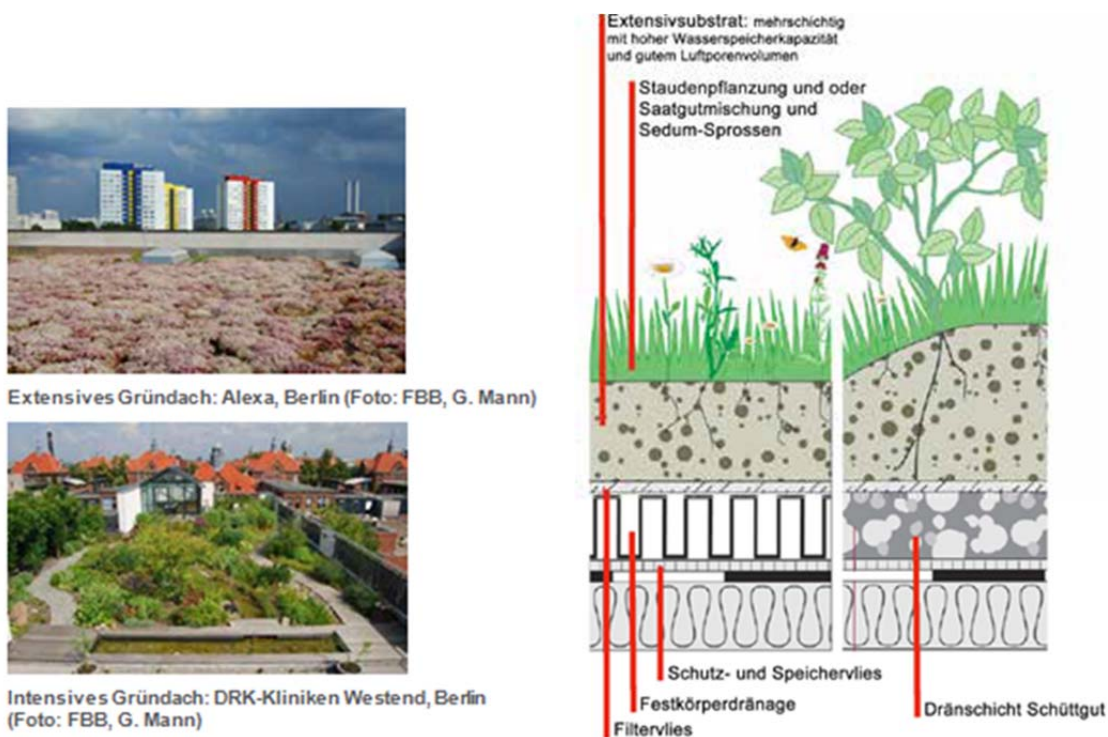 Extensives Gründach: Alexa, Berlin (Foto: FBB, G. Mann)
Intensives Gründach: DRK-Kliniken Westend, Berlin
(Foto: FBB, G. Mann)
Extensivsubstrat: mehrschichtig
mit hoher Wasserspeicherkapazität
und gutem Luftporenvolumen
Staudenpflanzung und oder
Saatgutmischung und
Sedum-Sprossen
Schutz- und Speichervlies
Festkörperdränage
Filtervlies
Dränschicht Schüttgut